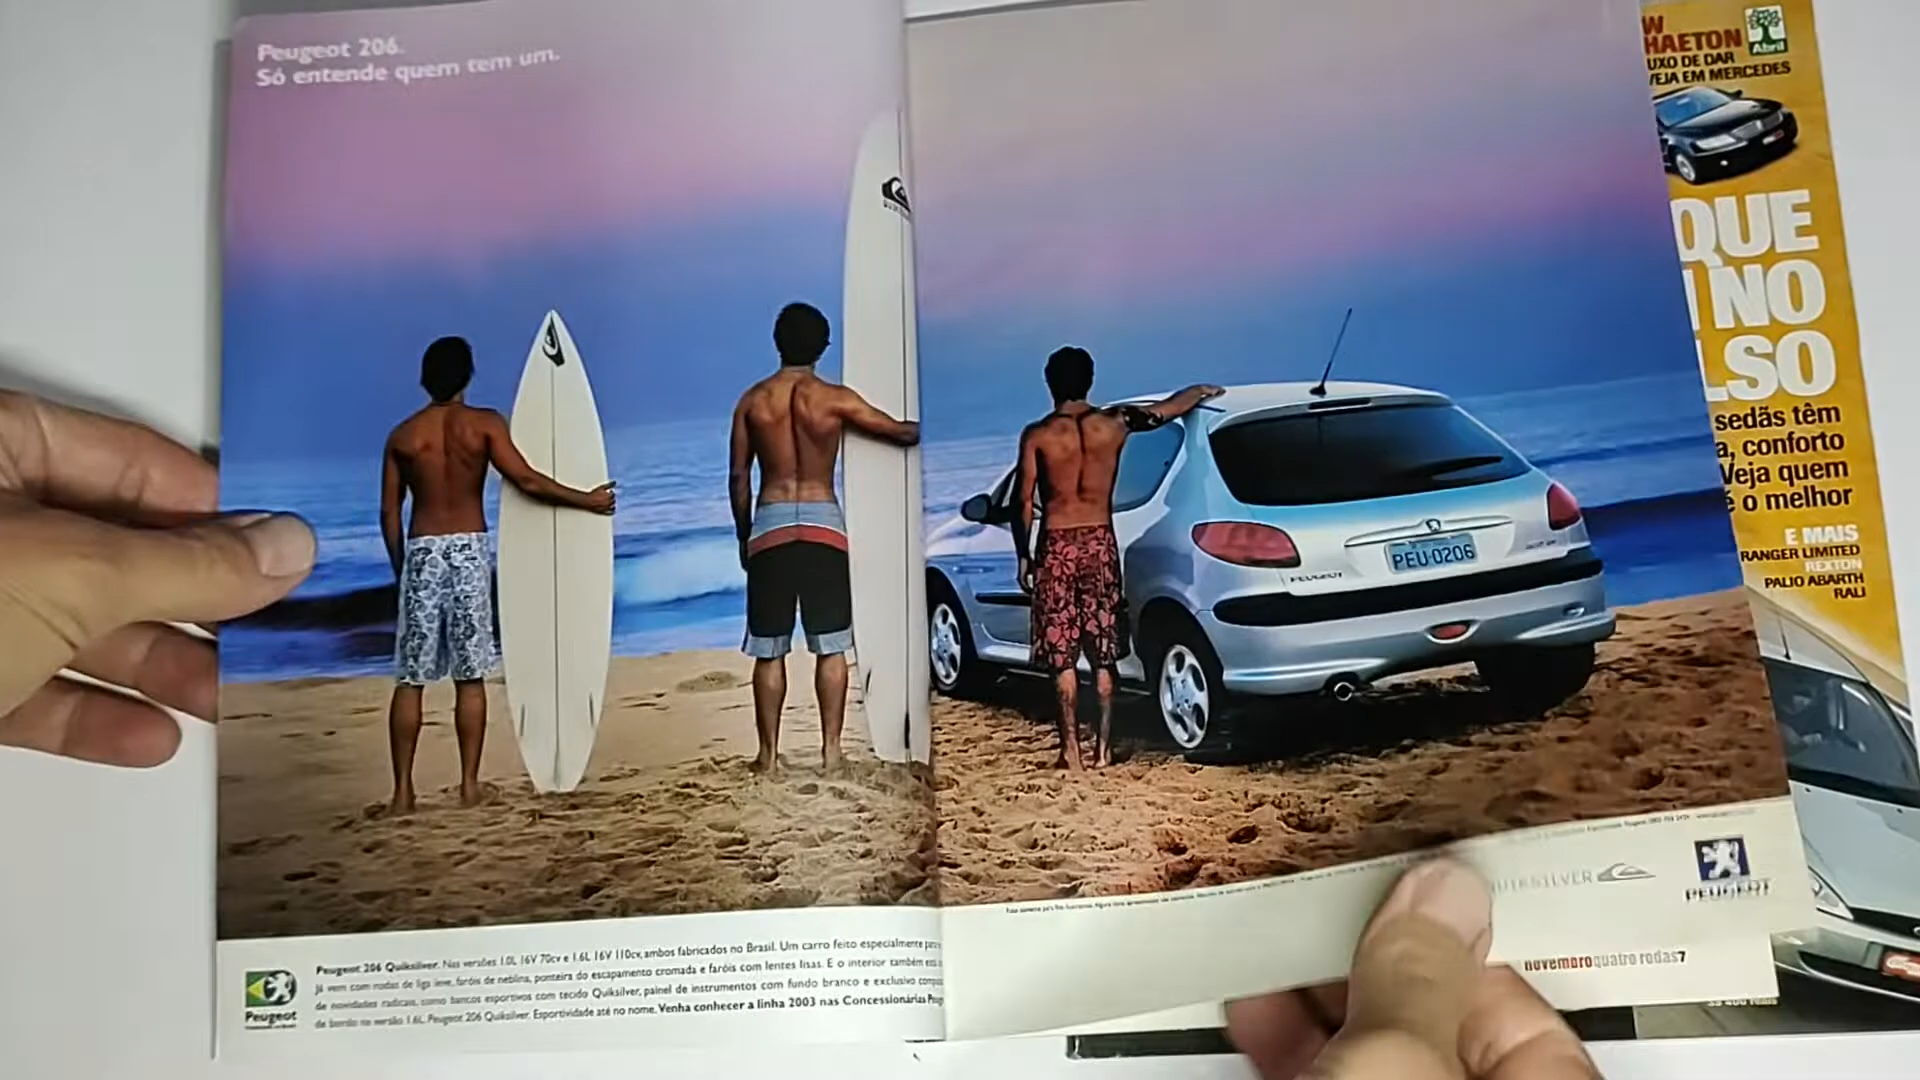 Peugeot 206.
Só entende quem tem um.
PEUGEOT
PEU 0206
Peugeot 206 Quiksilver. Nas versões 1.0L 16V 70cv e 1.6L 16V 110cv, ambos fabricados no Brasil. Um carro feito especialmente
já vem com rodas de liga leve, faróis de neblina, ponteira do escapamento cromada e faróis com lentes lisas. E o interior também
de novidades radicais, como bancos esportivos com tecido Quiksilver, painel de instrumentos com fundo branco e exclusivo
de bordo na versão 1.6L. Peugeot 206 Quiksilver. Esportividade até no nome. Venha conhecer a linha 2003 nas Concessionárias
Peugeot
QUIKSILVER
PEUGEOT
novembro quatro rodas 7
W
HAETON
UXO DE DAR
VEJA EM MERCEDES
Abril
QUE
NO
LSO
sedãs têm
a, conforto
Veja quem
é o melhor
E MAIS
RANGER LIMITED
REXTON
PALIO ABARTH
RALI